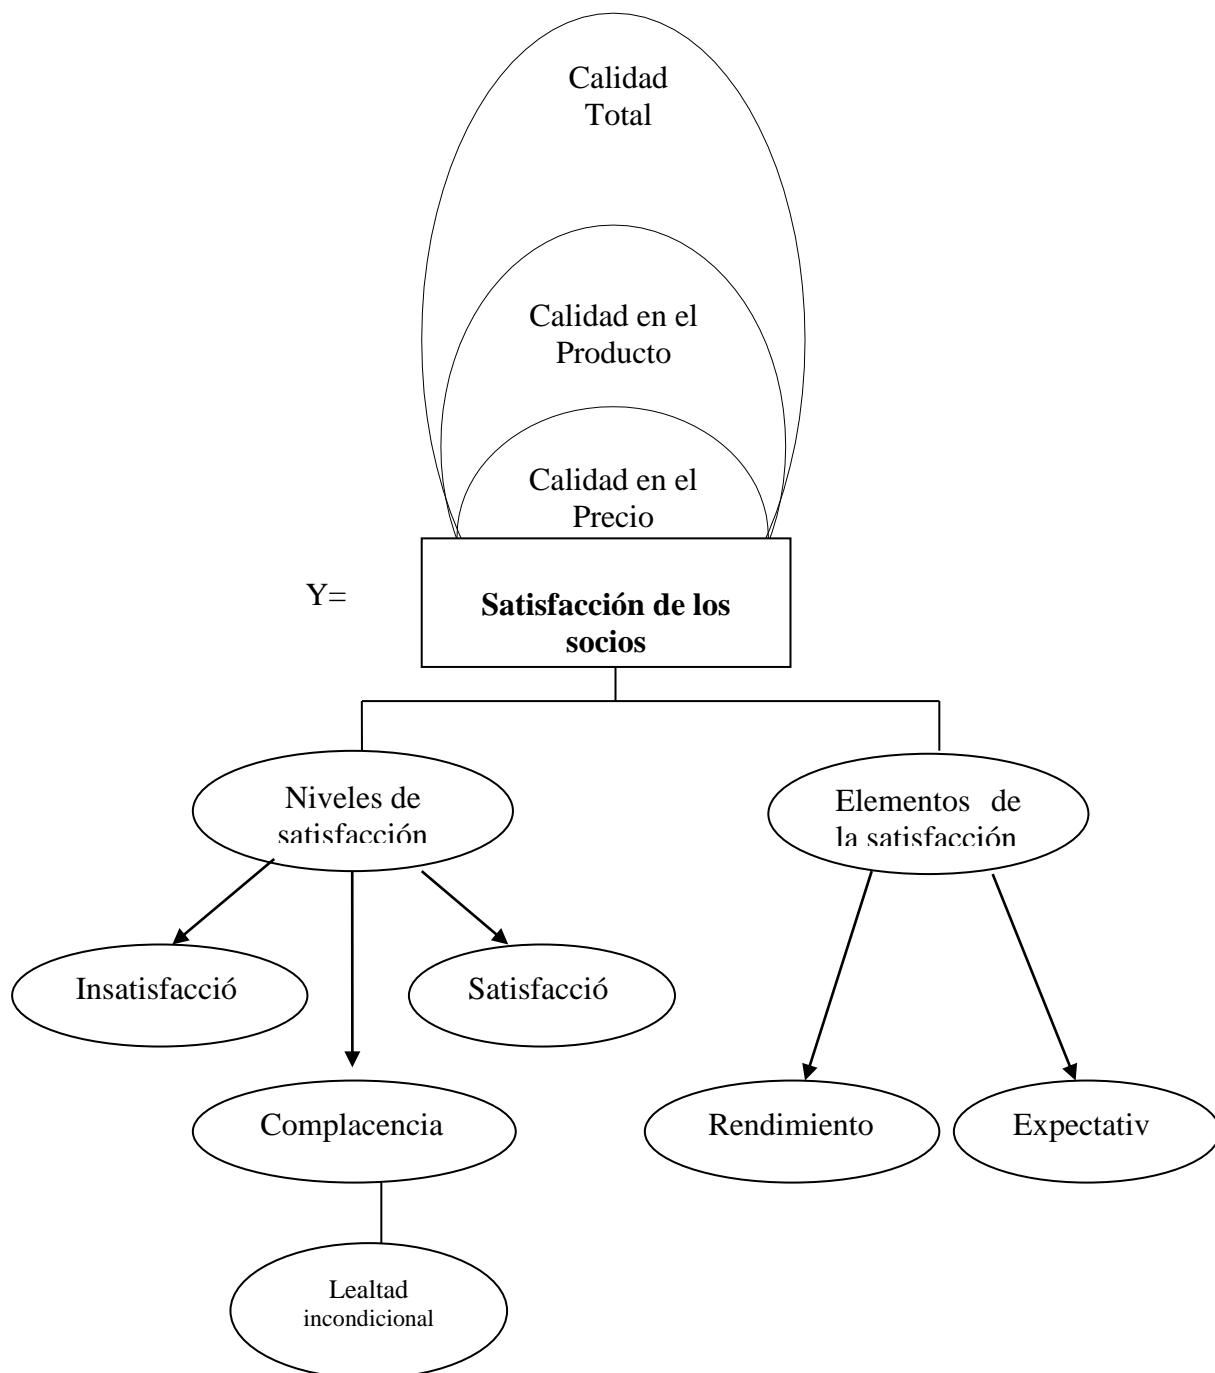 Calidad
Total
Calidad en el
Producto
Calidad en el
Precio
Y=
Satisfacción de los
socios
Niveles de
satisfacción
Elementos de
la satisfacción
Insatisfacció
Satisfacció
Complacencia
Rendimiento
Expectativ
Lealtad
incondicional